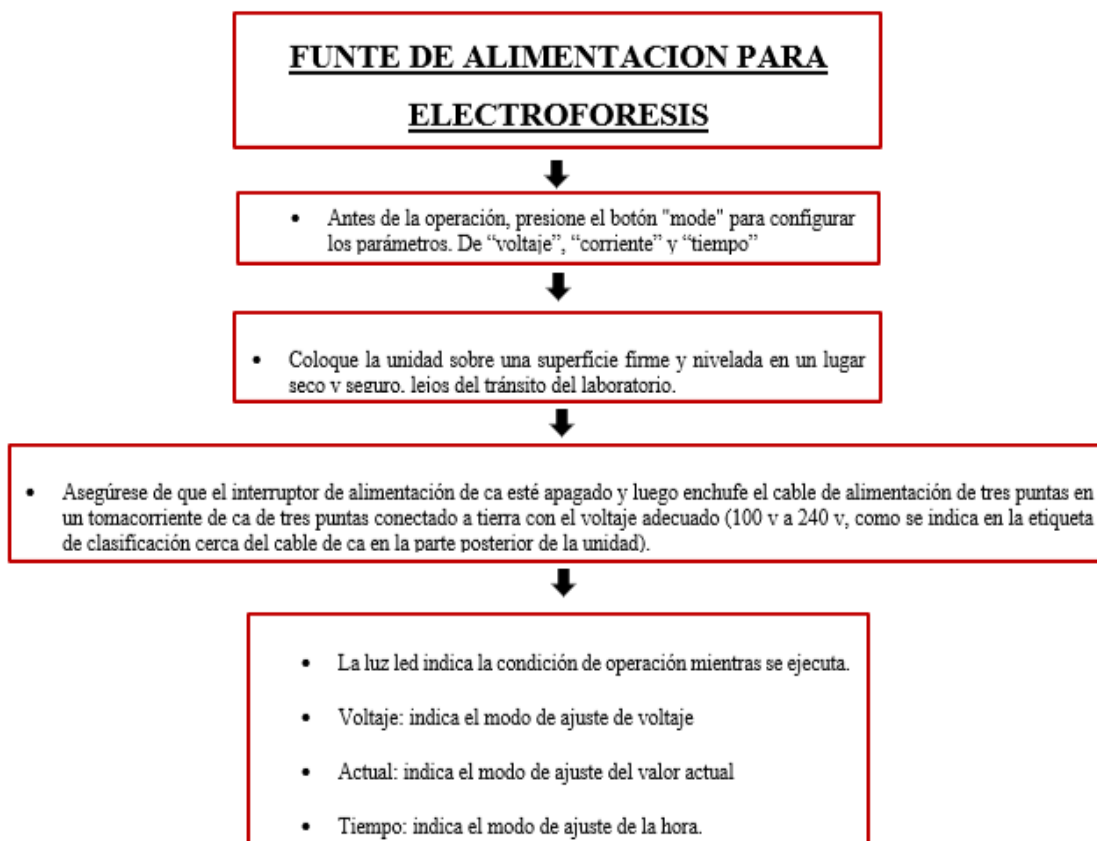 FUNTE DE ALIMENTACION PARA
ELECTROFORESIS
• Antes de la operación, presione el botón "mode" para configurar
los parámetros. De “voltaje”, “corriente” y “tiempo”
• Coloque la unidad sobre una superficie firme y nivelada en un lugar
seco y seguro, lejos del tránsito del laboratorio.
• Asegúrese de que el interruptor de alimentación de ca esté apagado y luego enchufe el cable de alimentación de tres puntas en
un tomacorriente de ca de tres puntas conectado a tierra con el voltaje adecuado (100 v a 240 v, como se indica en la etiqueta
de clasificación cerca del cable de ca en la parte posterior de la unidad).
• La luz led indica la condición de operación mientras se ejecuta.
• Voltaje: indica el modo de ajuste de voltaje
• Actual: indica el modo de ajuste del valor actual
• Tiempo: indica el modo de ajuste de la hora.